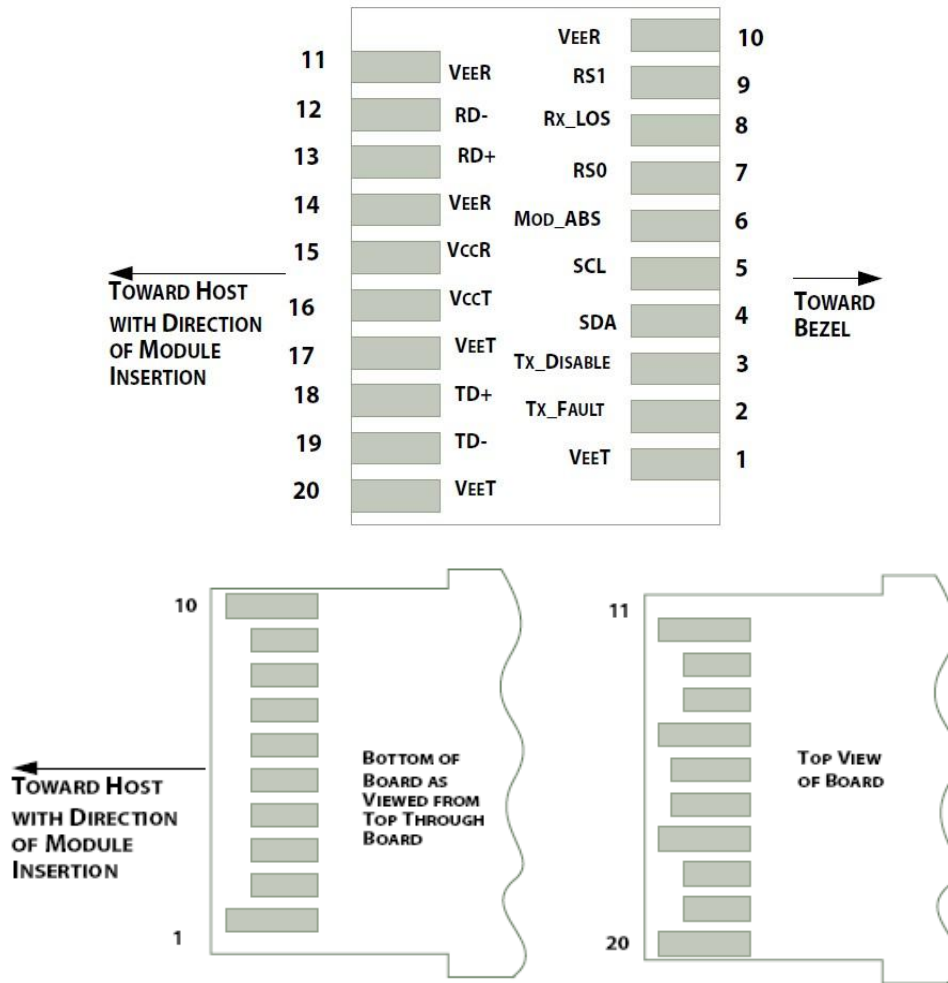 11 VEER
12 RD-
13 RD+
14 VEER
15 VCCR
16 VCCT
17 VEET
18 TD+
19 TD-
20 VEET
VEER 10
RS1 9
RX_LOS 8
RS0 7
MOD_ABS 6
SCL 5
SDA 4
TX_DISABLE 3
TX_FAULT 2
VEET 1
TOWARD HOST
WITH DIRECTION
OF MODULE
INSERTION
TOWARD
BEZEL
10
1
TOWARD HOST
WITH DIRECTION
OF MODULE
INSERTION
BOTTOM OF
BOARD AS
VIEWED FROM
TOP THROUGH
BOARD
11
20
TOP VIEW
OF BOARD